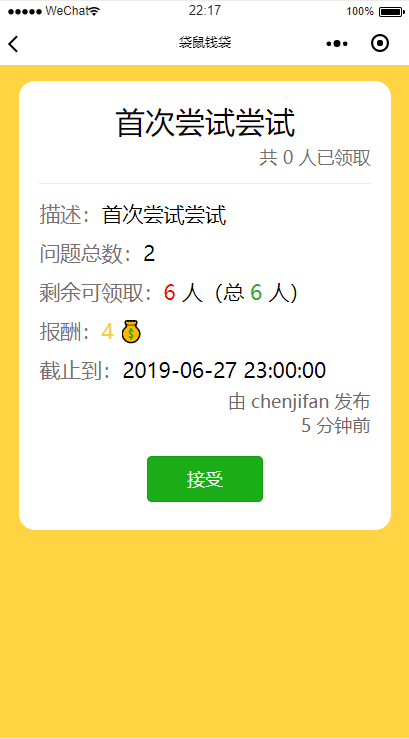 WeChat 22:17 100%
袋鼠钱袋
首次尝试尝试
共 0 人已领取
描述：首次尝试尝试
问题总数：2
剩余可领取：6 人（总 6 人）
报酬：4
截止到：2019-06-27 23:00:00
由 chenjifan 发布
5 分钟前
接受